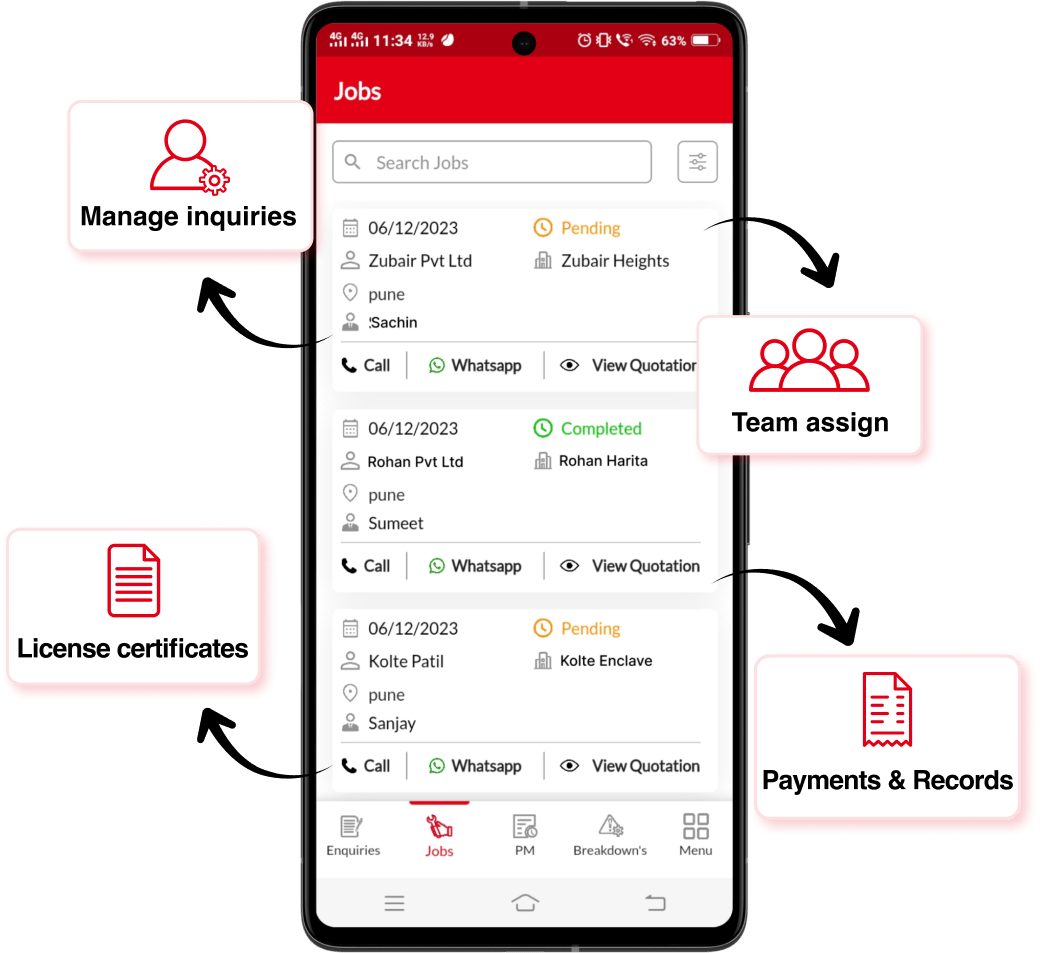 4G 4G 11:34 12.9 KB/s 63%
Jobs
Search Jobs
Manage inquiries
06/12/2023 Pending
Zubair Pvt Ltd Zubair Heights
pune
Sachin
Call Whatsapp View Quotation
Team assign
06/12/2023 Completed
Rohan Pvt Ltd Rohan Harita
pune
Sumeet
Call Whatsapp View Quotation
License certificates
06/12/2023 Pending
Kolte Patil Kolte Enclave
pune
Sanjay
Call Whatsapp View Quotation
Payments & Records
Enquiries Jobs PM Breakdown's Menu